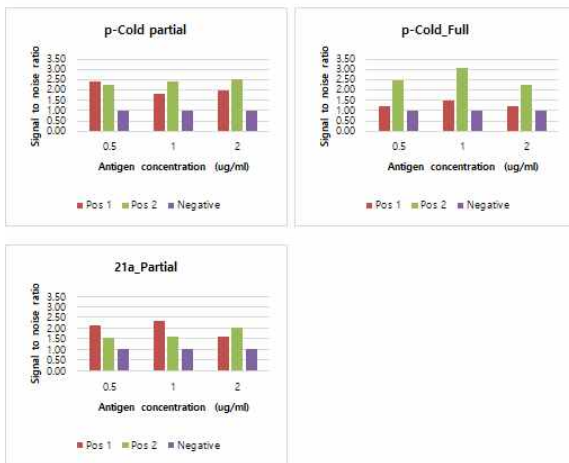 p-Cold partial
Signal to noise ratio
3.50
3.00
2.50
2.00
1.50
1.00
0.50
0.00
0.5 1 2
Antigen concentration (ug/ml)
Pos 1 Pos 2 Negative
p-Cold_Full
Signal to noise ratio
3.50
3.00
2.50
2.00
1.50
1.00
0.50
0.00
0.5 1 2
Antigen concentration (ug/ml)
Pos 1 Pos 2 Negative
21a_Partial
Signal to noise ratio
3.50
3.00
2.50
2.00
1.50
1.00
0.50
0.00
0.5 1 2
Antigen concentration (ug/ml)
Pos 1 Pos 2 Negative